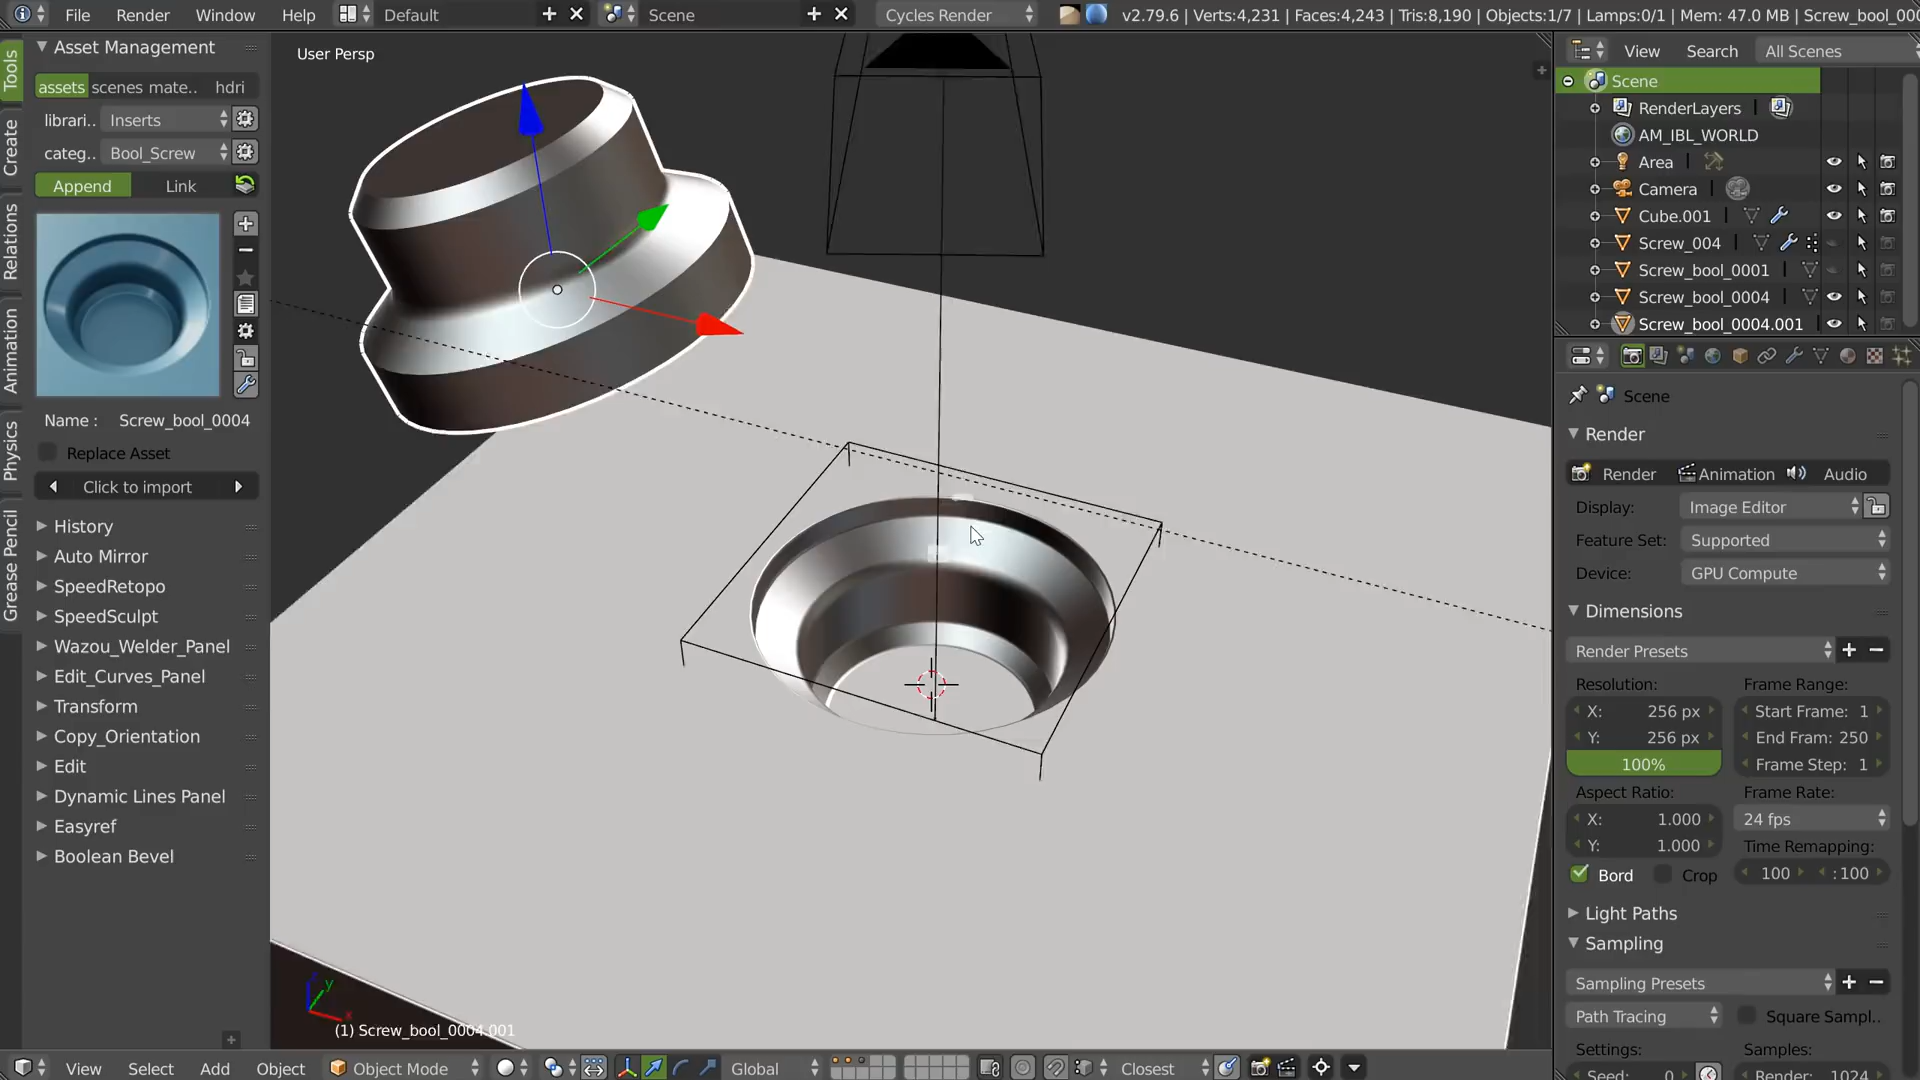 File Render Window Help Default Scene Cycles Render v2.79.6 | Verts:4,231 | Faces:4,243 | Tris:8,190 | Objects:1/7 | Lamps:0/1 | Mem: 47.0 MB | Screw_bool_00
Tools
Create
Relations
Animation
Physics
Grease Pencil
Asset Management
assets scenes mate.. hdri
librari.. Inserts
categ.. Bool_Screw
Append Link
Name : Screw_bool_0004
Replace Asset
Click to import
History
Auto Mirror
SpeedRetopo
SpeedSculpt
Wazou_Welder_Panel
Edit_Curves_Panel
Transform
Copy_Orientation
Edit
Dynamic Lines Panel
Easyref
Boolean Bevel
User Persp
z
y
x
(1) Screw_bool_0004.001
View Select Add Object Object Mode Global Closest
View Search All Scenes
Scene
RenderLayers
AM_IBL_WORLD
Area
Camera
Cube.001
Screw_004
Screw_bool_0001
Screw_bool_0004
Screw_bool_0004.001
Scene
Render
Render Animation Audio
Display: Image Editor
Feature Set: Supported
Device: GPU Compute
Dimensions
Render Presets
Resolution: Frame Range:
X: 256 px Start Frame: 1
Y: 256 px End Fram: 250
100% Frame Step: 1
Aspect Ratio: Frame Rate:
X: 1.000 24 fps
Y: 1.000 Time Remapping:
Bord Crop 100 : 100
Light Paths
Sampling
Sampling Presets
Path Tracing Square Sampl..
Settings: Samples:
Seed: 0 Render: 1024